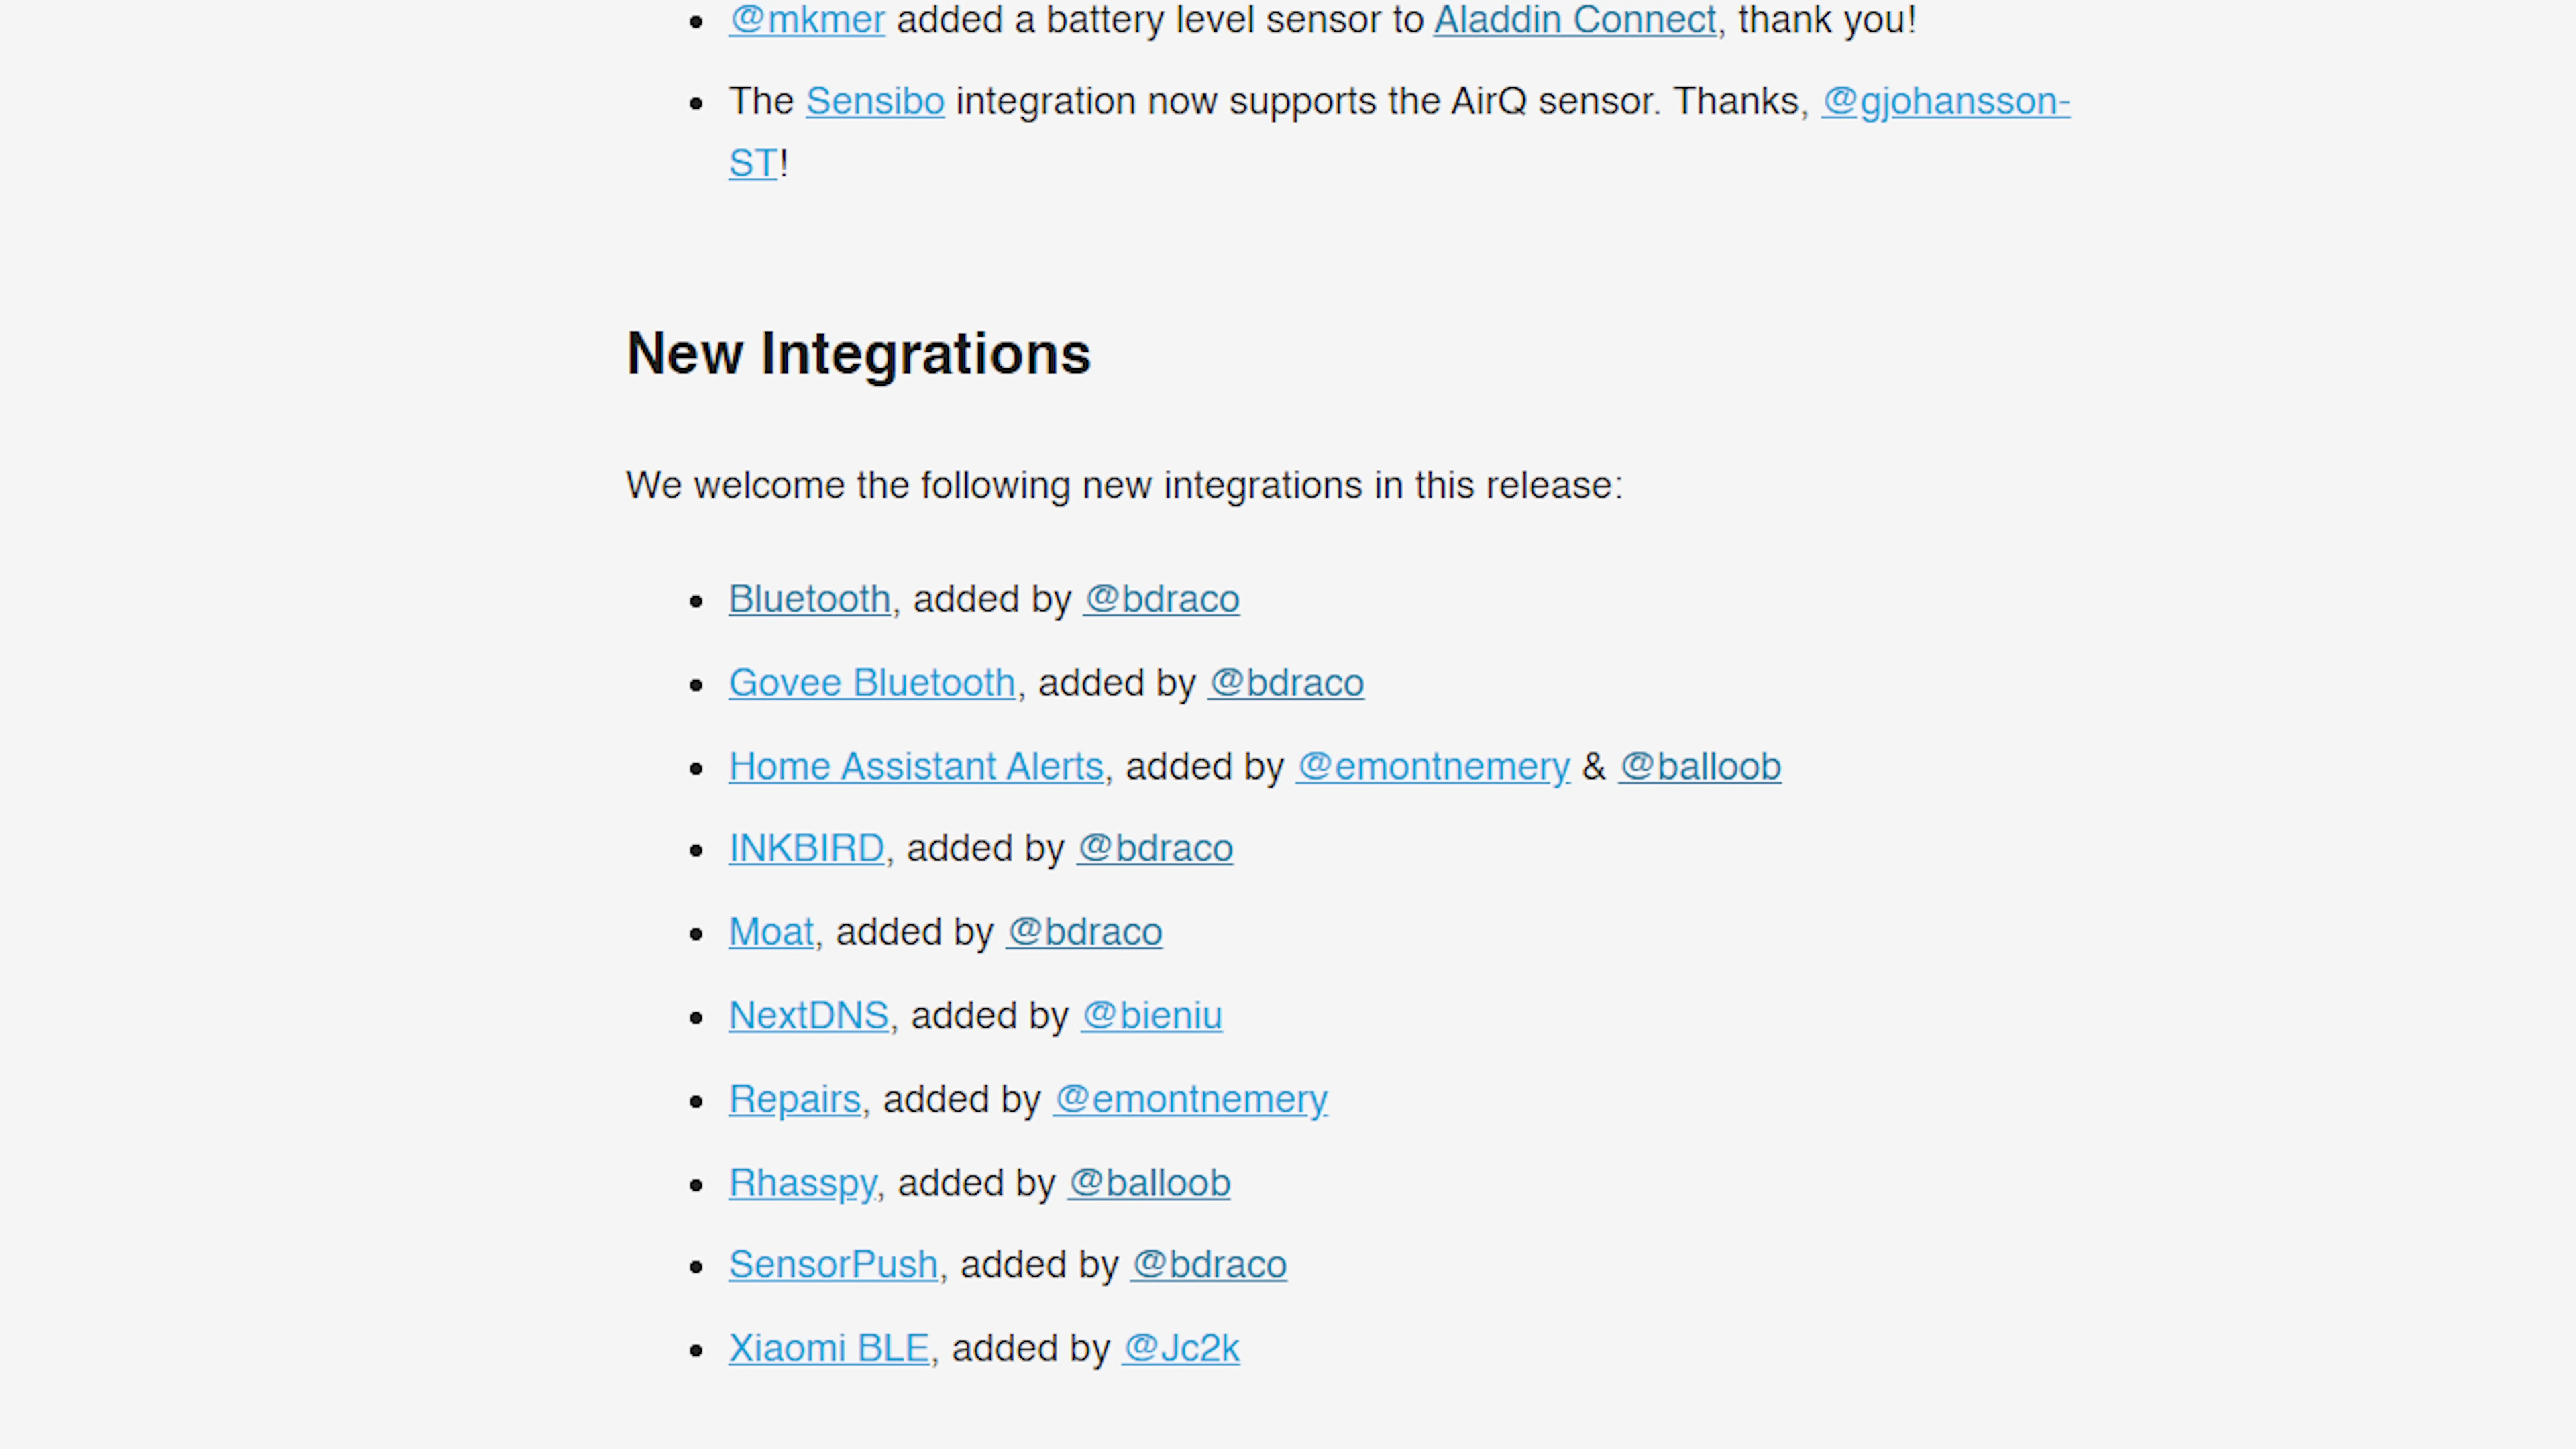 @mkmer added a battery level sensor to Aladdin Connect, thank you!
The Sensibo integration now supports the AirQ sensor. Thanks, @gjohansson-
ST!
New Integrations
We welcome the following new integrations in this release:
Bluetooth, added by @bdraco
Govee Bluetooth, added by @bdraco
Home Assistant Alerts, added by @emontnemery & @balloob
INKBIRD, added by @bdraco
Moat, added by @bdraco
NextDNS, added by @bieniu
Repairs, added by @emontnemery
Rhasspy, added by @balloob
SensorPush, added by @bdraco
Xiaomi BLE, added by @Jc2k